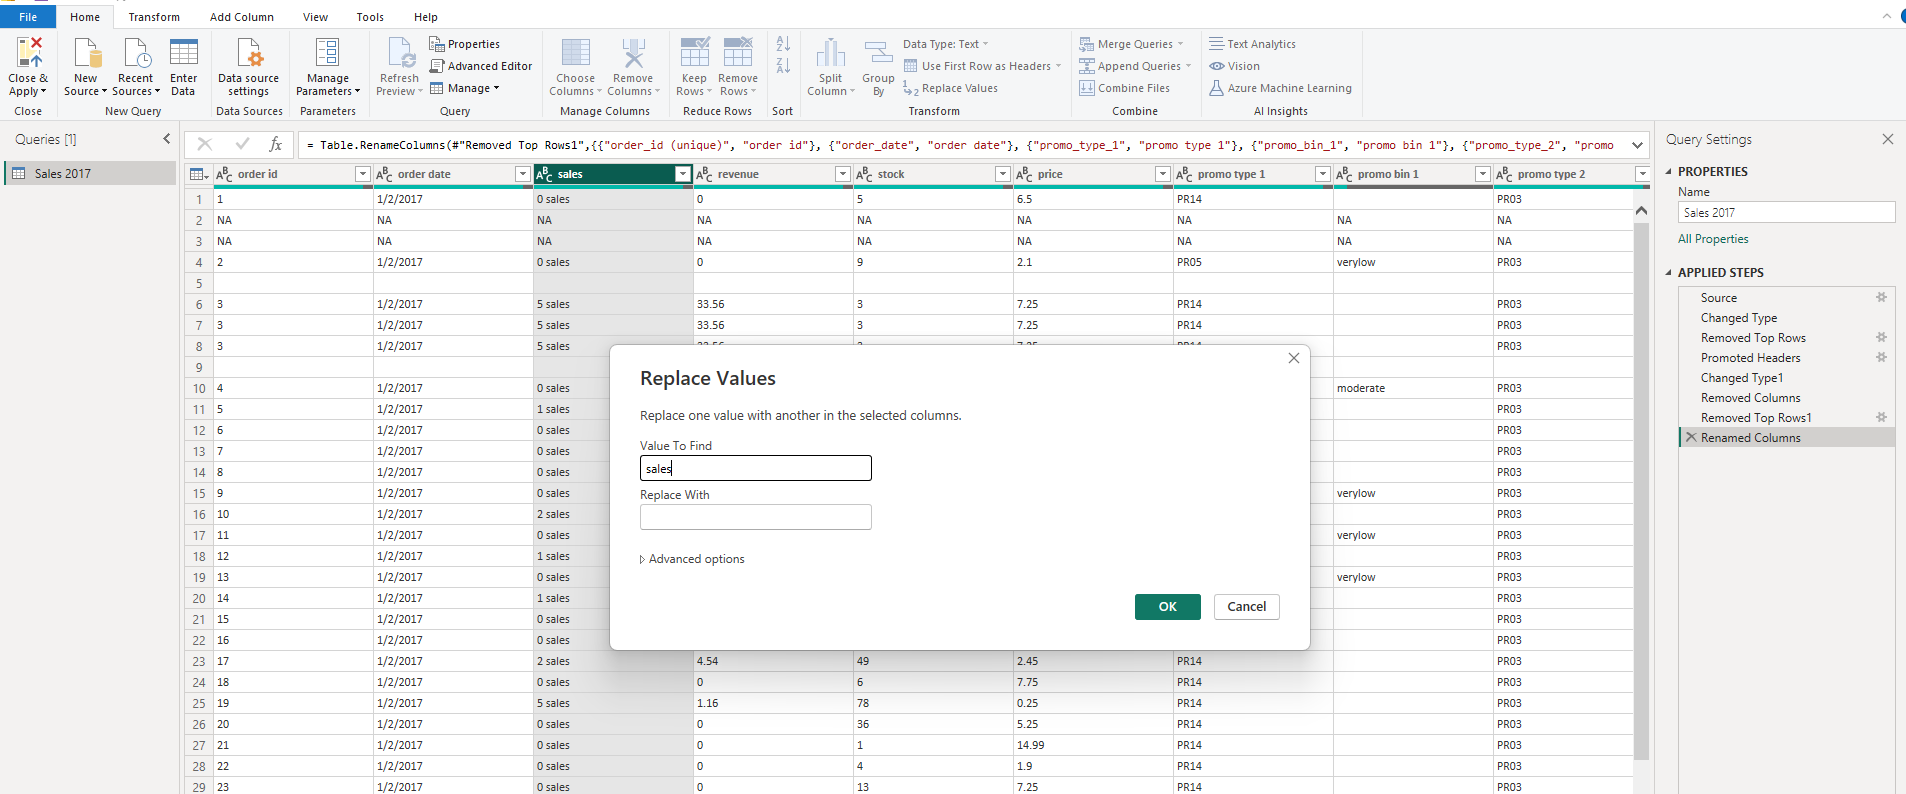 File Home Transform Add Column View Tools Help
Close & Apply New Source Recent Sources Enter Data Data source settings Manage Parameters Refresh Preview Properties Advanced Editor Manage Choose Columns Remove Columns Keep Rows Remove Rows Split Column Group By Data Type: Text Use First Row as Headers Replace Values Merge Queries Append Queries Combine Files Text Analytics Vision Azure Machine Learning
Close New Query Data Sources Parameters Query Manage Columns Reduce Rows Sort Transform Combine AI Insights
Queries [1]
Sales 2017
fx = Table.RenameColumns(#"Removed Top Rows1",{{"order_id (unique)", "order id"}, {"order_date", "order date"}, {"promo_type_1", "promo type 1"}, {"promo_bin_1", "promo bin 1"}, {"promo_type_2", "promo
order id order date sales revenue stock price promo type 1 promo bin 1 promo type 2
1 1 1/2/2017 0 sales 0 5 6.5 PR14 PR03
2 NA NA NA NA NA NA NA NA NA
3 NA NA NA NA NA NA NA NA NA
4 2 1/2/2017 0 sales 0 9 2.1 PR05 verylow PR03
5
6 3 1/2/2017 5 sales 33.56 3 7.25 PR14 PR03
7 3 1/2/2017 5 sales 33.56 3 7.25 PR14 PR03
8 3 1/2/2017 5 sales PR03
9
10 4 1/2/2017 0 sales moderate PR03
11 5 1/2/2017 1 sales PR03
12 6 1/2/2017 0 sales PR03
13 7 1/2/2017 0 sales PR03
14 8 1/2/2017 0 sales PR03
15 9 1/2/2017 0 sales verylow PR03
16 10 1/2/2017 2 sales PR03
17 11 1/2/2017 0 sales verylow PR03
18 12 1/2/2017 1 sales PR03
19 13 1/2/2017 0 sales verylow PR03
20 14 1/2/2017 1 sales PR03
21 15 1/2/2017 0 sales PR03
22 16 1/2/2017 0 sales PR03
23 17 1/2/2017 2 sales 4.54 49 2.45 PR14 PR03
24 18 1/2/2017 0 sales 0 6 7.75 PR14 PR03
25 19 1/2/2017 5 sales 1.16 78 0.25 PR14 PR03
26 20 1/2/2017 0 sales 0 36 5.25 PR14 PR03
27 21 1/2/2017 0 sales 0 1 14.99 PR14 PR03
28 22 1/2/2017 0 sales 0 4 1.9 PR14 PR03
29 23 1/2/2017 0 sales 0 13 7.25 PR14 PR03
Replace Values
Replace one value with another in the selected columns.
Value To Find
sales
Replace With
Advanced options
OK Cancel
Query Settings
PROPERTIES
Name
Sales 2017
All Properties
APPLIED STEPS
Source
Changed Type
Removed Top Rows
Promoted Headers
Changed Type1
Removed Columns
Removed Top Rows1
Renamed Columns